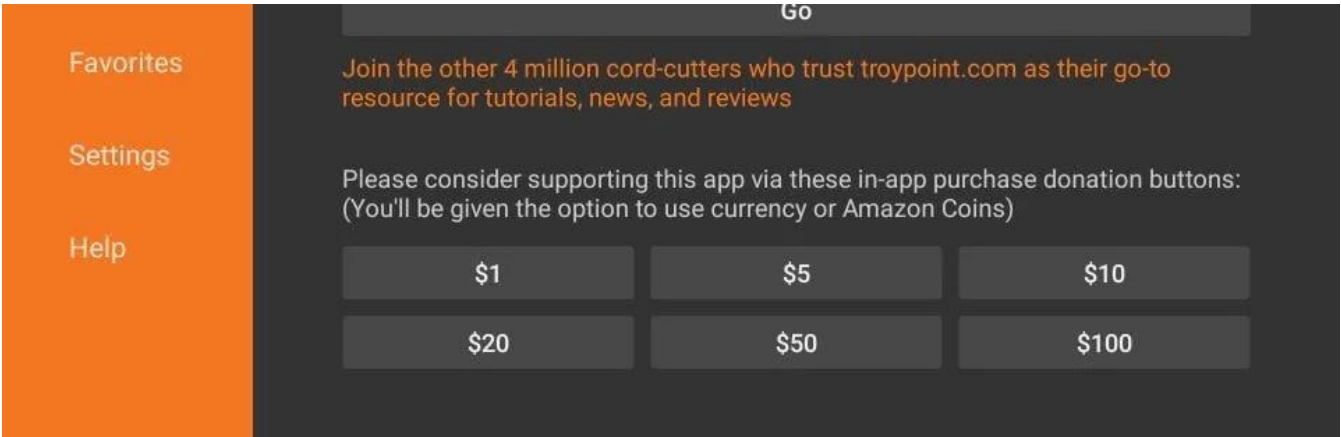 Go
Favorites
Join the other 4 million cord-cutters who trust troypoint.com as their go-to
resource for tutorials, news, and reviews
Settings
Please consider supporting this app via these in-app purchase donation buttons:
(You'll be given the option to use currency or Amazon Coins)
Help
$1
$5
$10
$20
$50
$100